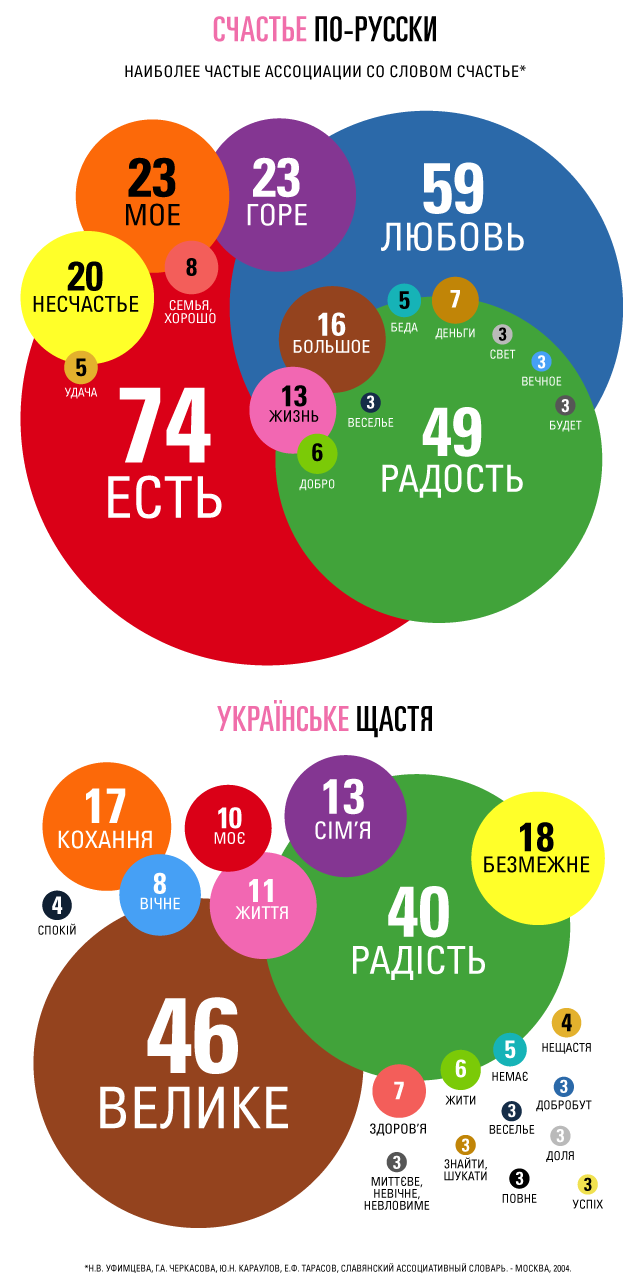 СЧАСТЬЕ ПО-РУССКИ
НАИБОЛЕЕ ЧАСТЫЕ АССОЦИАЦИИ СО СЛОВОМ СЧАСТЬЕ*
23
МОЕ
23
ГОРЕ
59
ЛЮБОВЬ
20
НЕСЧАСТЬЕ
8
СЕМЬЯ,
ХОРОШО
5
УДАЧА
16
БОЛЬШОЕ
5
БЕДА
7
ДЕНЬГИ
3
СВЕТ
3
ВЕЧНОЕ
3
БУДЕТ
13
ЖИЗНЬ
3
ВЕСЕЛЬЕ
6
ДОБРО
74
ЕСТЬ
49
РАДОСТЬ
УКРАЇНСЬКЕ ЩАСТЯ
17
КОХАННЯ
10
МОЄ
13
СІМ'Я
18
БЕЗМЕЖНЕ
8
ВІЧНЕ
11
ЖИТТЯ
4
СПОКІЙ
40
РАДІСТЬ
46
ВЕЛИКЕ
7
ЗДОРОВ'Я
6
ЖИТИ
5
НЕМАЄ
4
НЕЩАСТЯ
3
ДОБРОБУТ
3
ВЕСЕЛЬЕ
3
ДОЛЯ
3
МИТТЄВЕ,
НЕВІЧНЕ,
НЕВЛОВИМЕ
3
ЗНАЙТИ,
ШУКАТИ
3
ПОВНЕ
3
УСПІХ
*Н.В. УФИМЦЕВА, Г.А. ЧЕРКАСОВА, Ю.Н. КАРАУЛОВ, Е.Ф. ТАРАСОВ, СЛАВЯНСКИЙ АССОЦИАТИВНЫЙ СЛОВАРЬ. - МОСКВА, 2004.